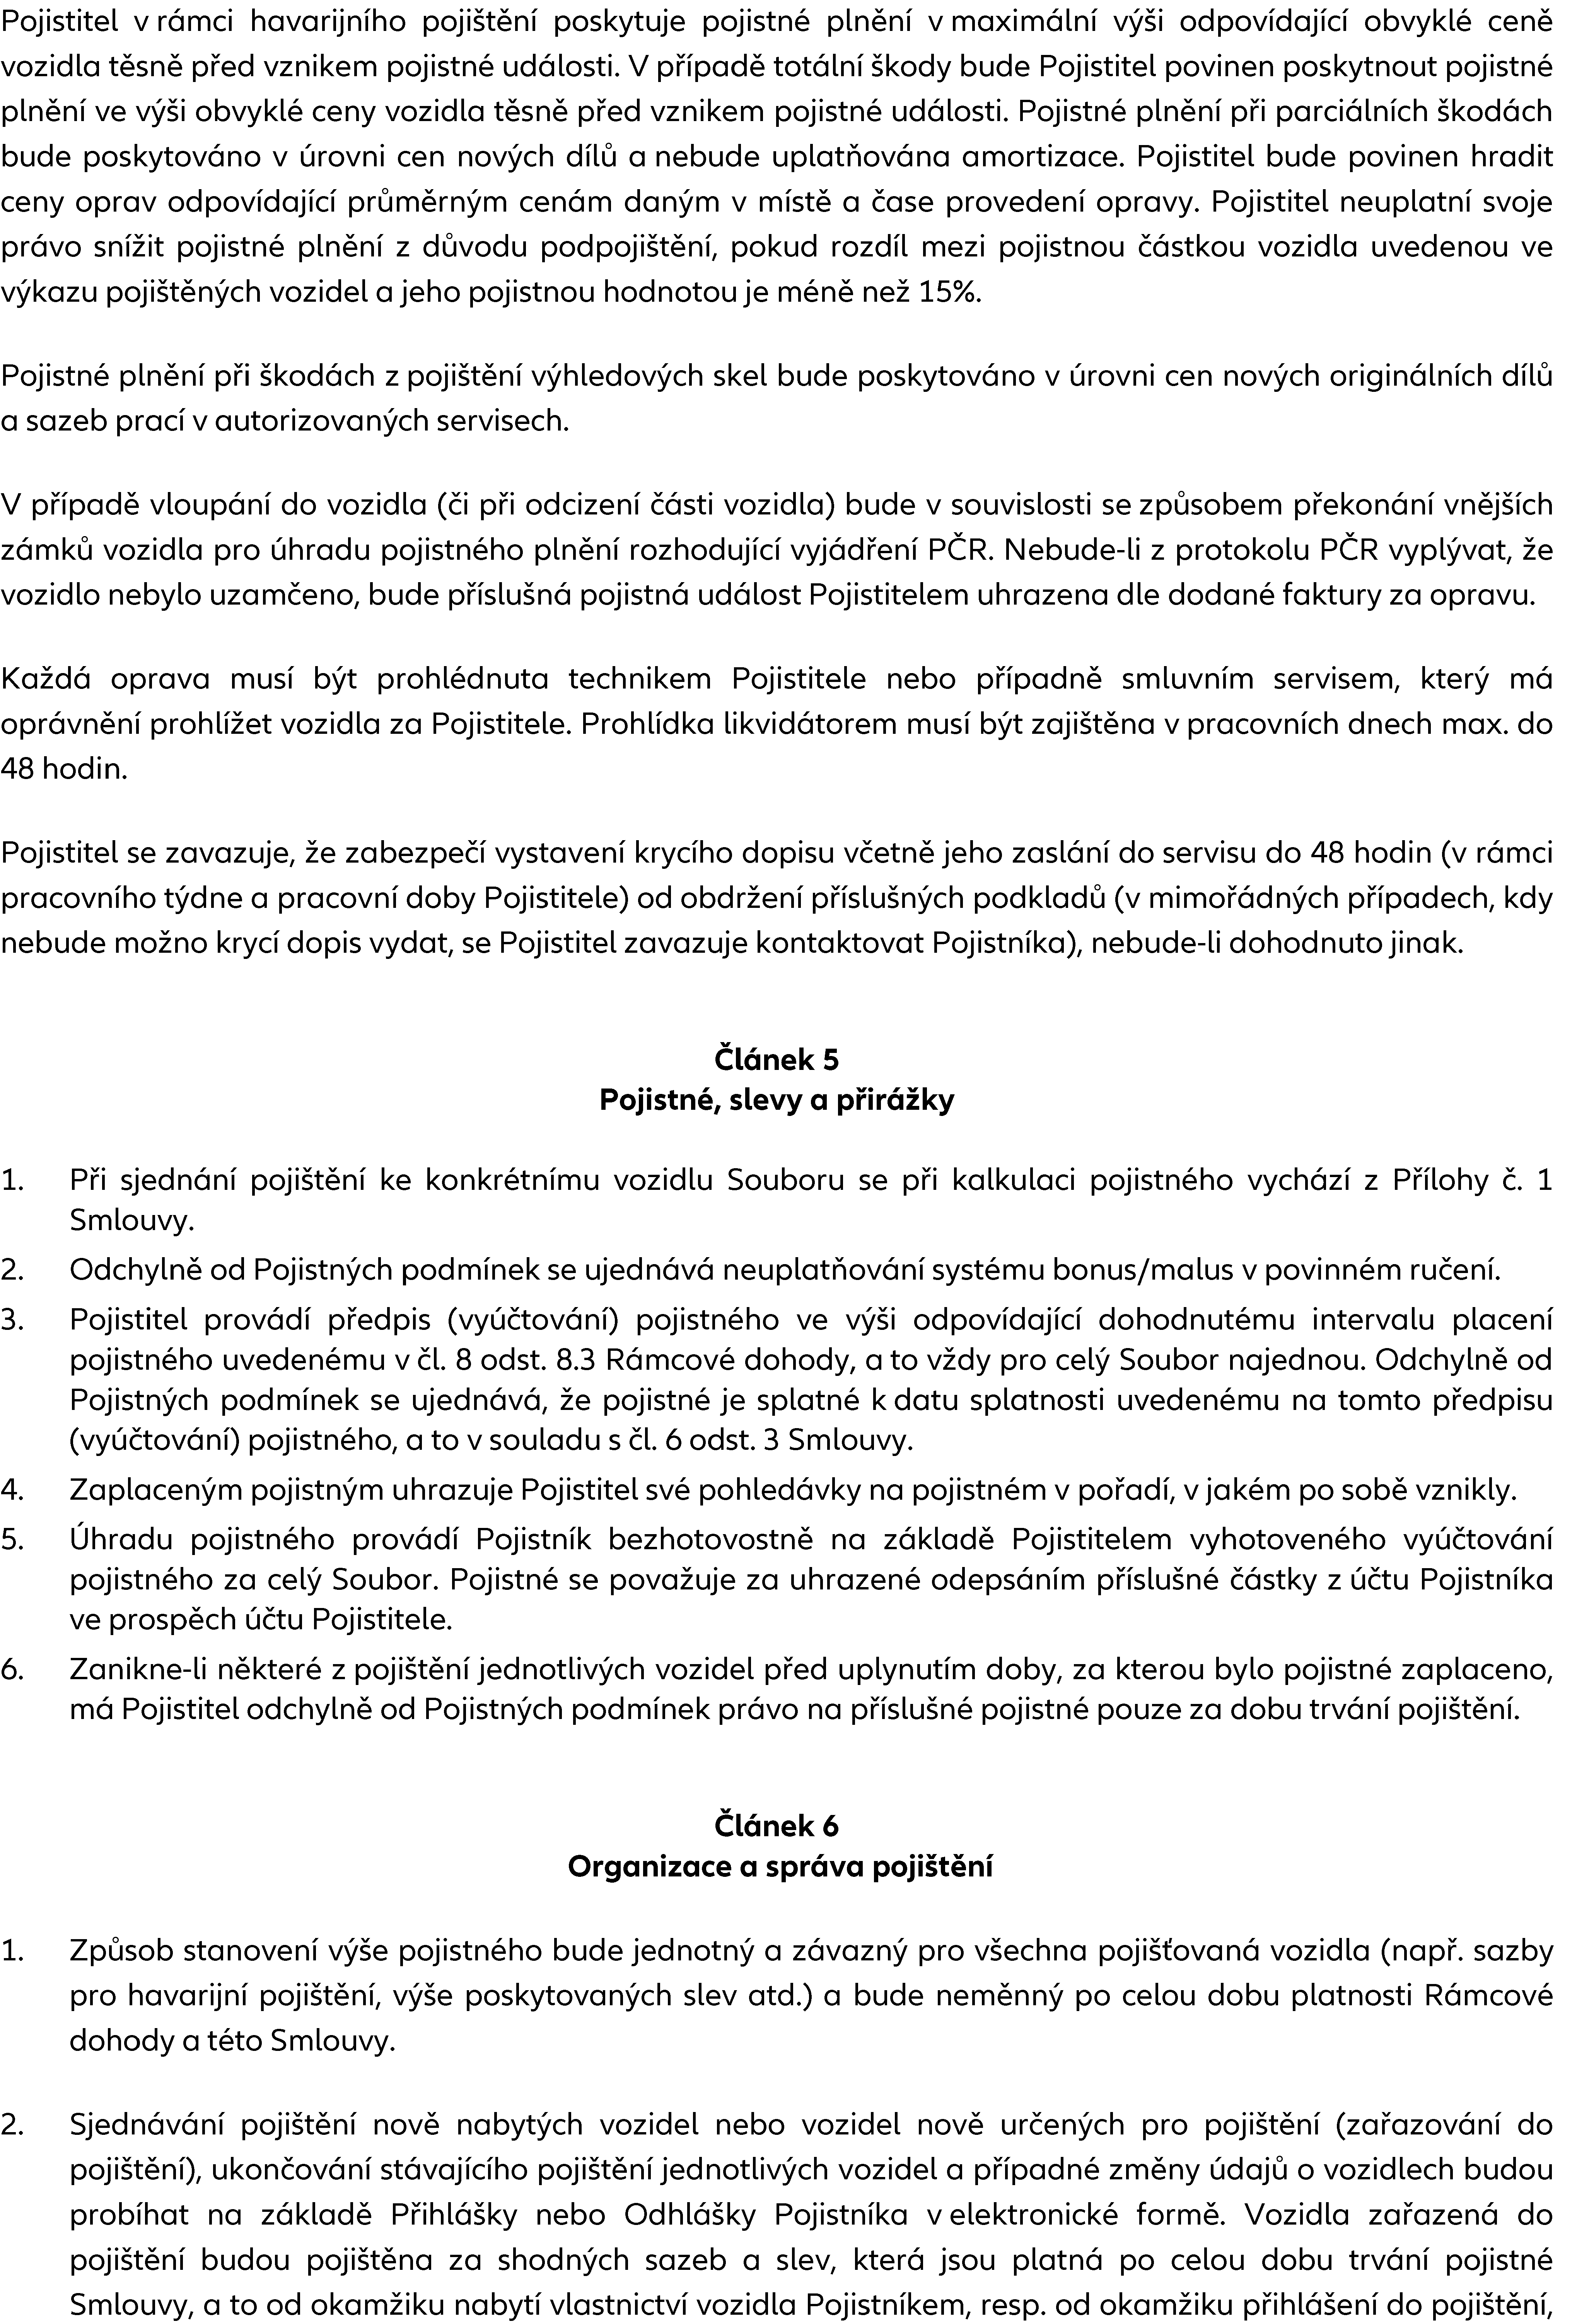 Pojistitel v rámci havarijního pojištění poskytuje pojistné plnění v maximální výši odpovídající obvyklé ceně
vozidla těsně před vznikem pojistné události. V případě totální škody bude Pojistitel povinen poskytnout pojistné
plnění ve výši obvyklé ceny vozidla těsně před vznikem pojistné události. Pojistné plnění při parciálních škodách
bude poskytováno v úrovni cen nových dílů a nebude uplatňována amortizace. Pojistitel bude povinen hradit
ceny oprav odpovídající průměrným cenám daným v místě a čase provedení opravy. Pojistitel neuplatní svoje
právo snížit pojistné plnění z důvodu podpojištění, pokud rozdíl mezi pojistnou částkou vozidla uvedenou ve
výkazu pojištěných vozidel a jeho pojistnou hodnotou je méně než 15%.
Pojistné plnění při škodách z pojištění výhledových skel bude poskytováno v úrovni cen nových originálních dílů
a sazeb prací v autorizovaných servisech.
V případě vloupání do vozidla (či při odcizení části vozidla) bude v souvislosti se způsobem překonání vnějších
zámků vozidla pro úhradu pojistného plnění rozhodující vyjádření PČR. Nebude-li z protokolu PČR vyplývat, že
vozidlo nebylo uzamčeno, bude příslušná pojistná událost Pojistitelem uhrazena dle dodané faktury za opravu.
Každá oprava musí být prohlédnuta technikem Pojistitele nebo případně smluvním servisem, který má
oprávnění prohlížet vozidla za Pojistitele. Prohlídka likvidátorem musí být zajištěna v pracovních dnech max. do
48 hodin.
Pojistitel se zavazuje, že zabezpečí vystavení krycího dopisu včetně jeho zaslání do servisu do 48 hodin (v rámci
pracovního týdne a pracovní doby Pojistitele) od obdržení příslušných podkladů (v mimořádných případech, kdy
nebude možno krycí dopis vydat, se Pojistitel zavazuje kontaktovat Pojistníka), nebude-li dohodnuto jinak.
Článek 5
Pojistné, slevy a přirážky
1. Při sjednání pojištění ke konkrétnímu vozidlu Souboru se při kalkulaci pojistného vychází z Přílohy č. 1
Smlouvy.
2. Odchylně od Pojistných podmínek se ujednává neuplatňování systému bonus/malus v povinném ručení.
3. Pojistitel provádí předpis (vyúčtování) pojistného ve výši odpovídající dohodnutému intervalu placení
pojistného uvedenému v čl. 8 odst. 8.3 Rámcové dohody, a to vždy pro celý Soubor najednou. Odchylně od
Pojistných podmínek se ujednává, že pojistné je splatné k datu splatnosti uvedenému na tomto předpisu
(vyúčtování) pojistného, a to v souladu s čl. 6 odst. 3 Smlouvy.
4. Zaplaceným pojistným uhrazuje Pojistitel své pohledávky na pojistném v pořadí, v jakém po sobě vznikly.
5. Úhradu pojistného provádí Pojistník bezhotovostně na základě Pojistitelem vyhotoveného vyúčtování
pojistného za celý Soubor. Pojistné se považuje za uhrazené odepsáním příslušné částky z účtu Pojistníka
ve prospěch účtu Pojistitele.
6. Zanikne-li některé z pojištění jednotlivých vozidel před uplynutím doby, za kterou bylo pojistné zaplaceno,
má Pojistitel odchylně od Pojistných podmínek právo na příslušné pojistné pouze za dobu trvání pojištění.
Článek 6
Organizace a správa pojištění
1. Způsob stanovení výše pojistného bude jednotný a závazný pro všechna pojišťovaná vozidla (např. sazby
pro havarijní pojištění, výše poskytovaných slev atd.) a bude neměnný po celou dobu platnosti Rámcové
dohody a této Smlouvy.
2. Sjednávání pojištění nově nabytých vozidel nebo vozidel nově určených pro pojištění (zařazování do
pojištění), ukončování stávajícího pojištění jednotlivých vozidel a případné změny údajů o vozidlech budou
probíhat na základě Přihlášky nebo Odhlášky Pojistníka v elektronické formě. Vozidla zařazená do
pojištění budou pojištěna za shodných sazeb a slev, která jsou platná po celou dobu trvání pojistné
Smlouvy, a to od okamžiku nabytí vlastnictví vozidla Pojistníkem, resp. od okamžiku přihlášení do pojištění,